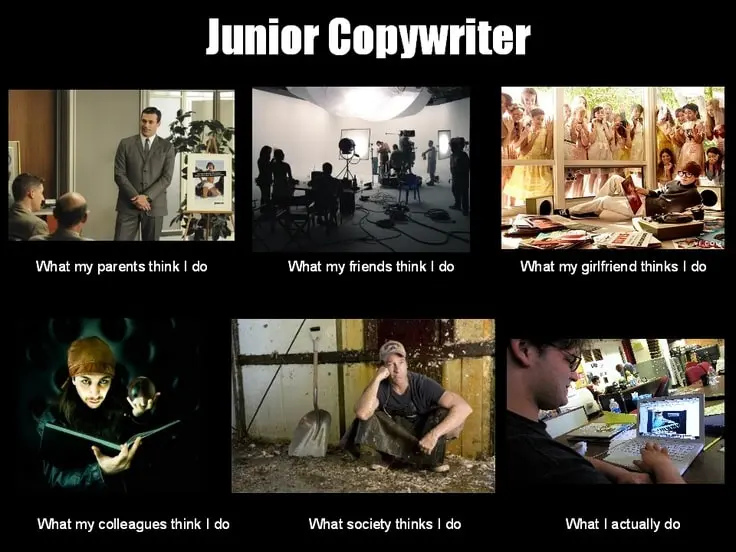 Junior Copywriter
What my parents think I do
What my friends think I do
What my girlfriend thinks I do
What my colleagues think I do
What society thinks I do
What I actually do